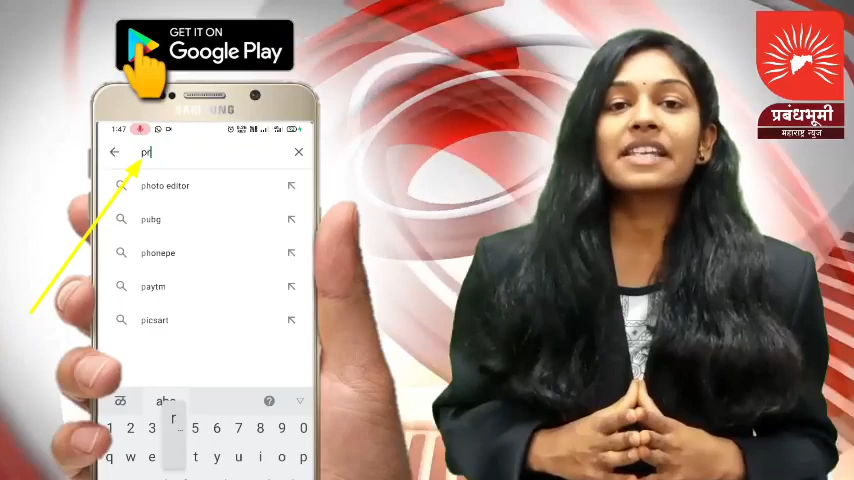 GET IT ON
Google Play
SAMSUNG
1:47
pr
photo editor
pubg
phonepe
paytm
picsart
ळ abc ?
1 2 3 r 5 6 7 8 9 0
q w e t y u i o p
प्रबंधभूमी
महाराष्ट्र न्युज